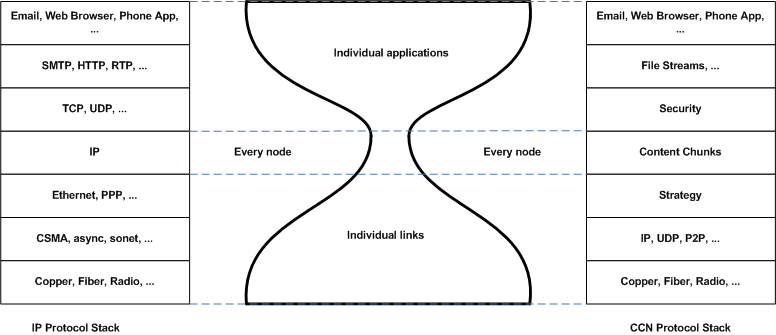 Email, Web Browser, Phone App,
...
SMTP, HTTP, RTP, ...
TCP, UDP, ...
IP
Ethernet, PPP, ...
CSMA, async, sonet, ...
Copper, Fiber, Radio, ...
IP Protocol Stack
Individual applications
Every node
Every node
Individual links
Email, Web Browser, Phone App,
...
File Streams, ...
Security
Content Chunks
Strategy
IP, UDP, P2P, ...
Copper, Fiber, Radio, ...
CCN Protocol Stack